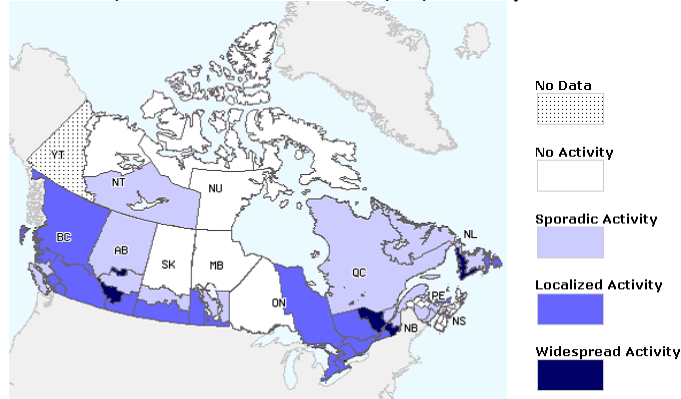 No Data
No Activity
Sporadic Activity
Localized Activity
Widespread Activity
YT
NT
NU
BC
AB
SK
MB
ON
QC
NL
PE
NB
NS